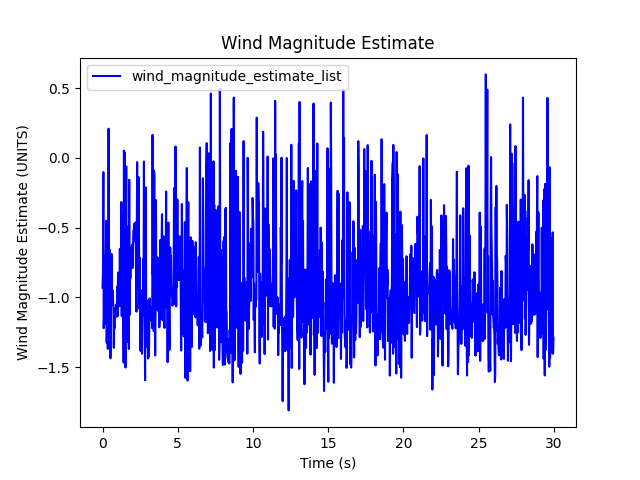 Wind Magnitude Estimate
wind_magnitude_estimate_list
Wind Magnitude Estimate (UNITS)
0.5
0.0
−0.5
−1.0
−1.5
0 5 10 15 20 25 30
Time (s)